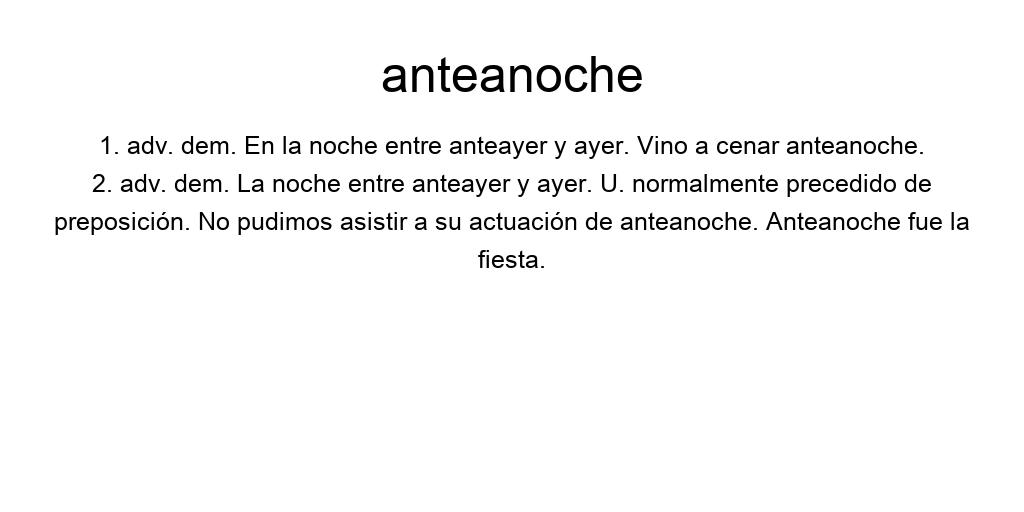 anteanoche
1. adv. dem. En la noche entre anteayer y ayer. Vino a cenar anteanoche.
2. adv. dem. La noche entre anteayer y ayer. U. normalmente precedido de
preposición. No pudimos asistir a su actuación de anteanoche. Anteanoche fue la
fiesta.